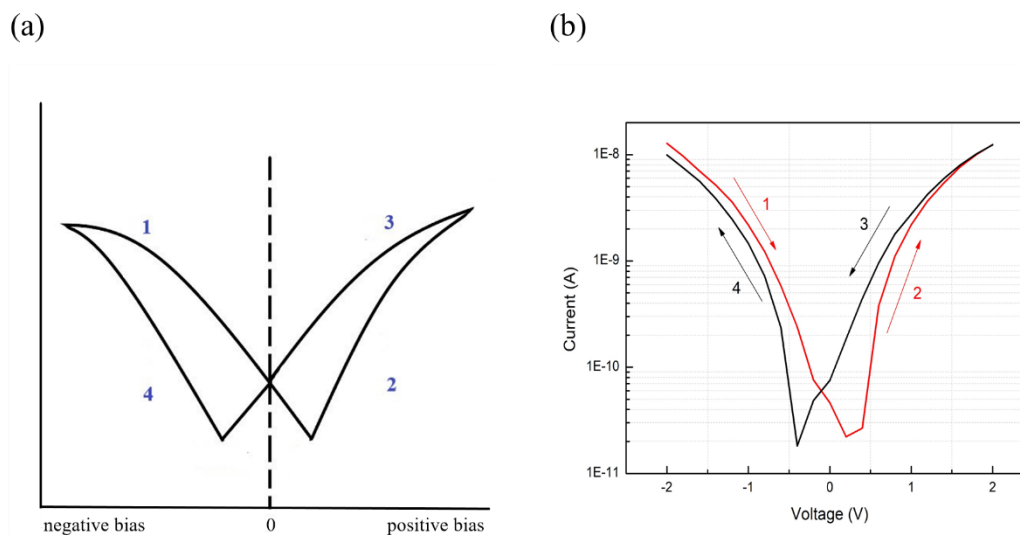 (a)
1
3
4
2
negative bias
0
positive bias
(b)
Current (A)
1E-8
1E-9
1E-10
1E-11
1
3
4
2
-2
-1
0
1
2
Voltage (V)